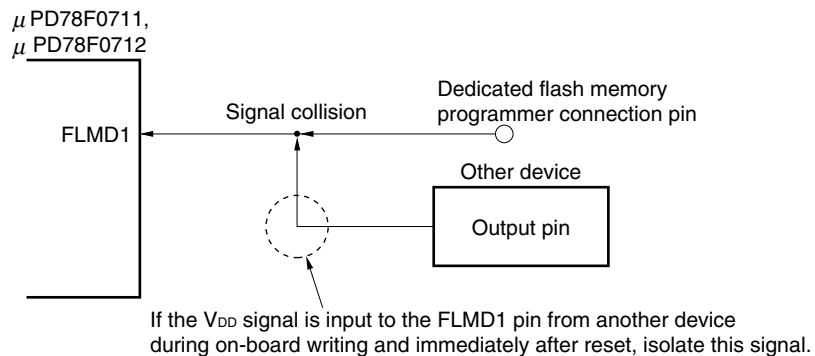 μ PD78F0711,
μ PD78F0712
Dedicated flash memory
programmer connection pin
Signal collision
FLMD1
Other device
Output pin
If the VDD signal is input to the FLMD1 pin from another device
during on-board writing and immediately after reset, isolate this signal.